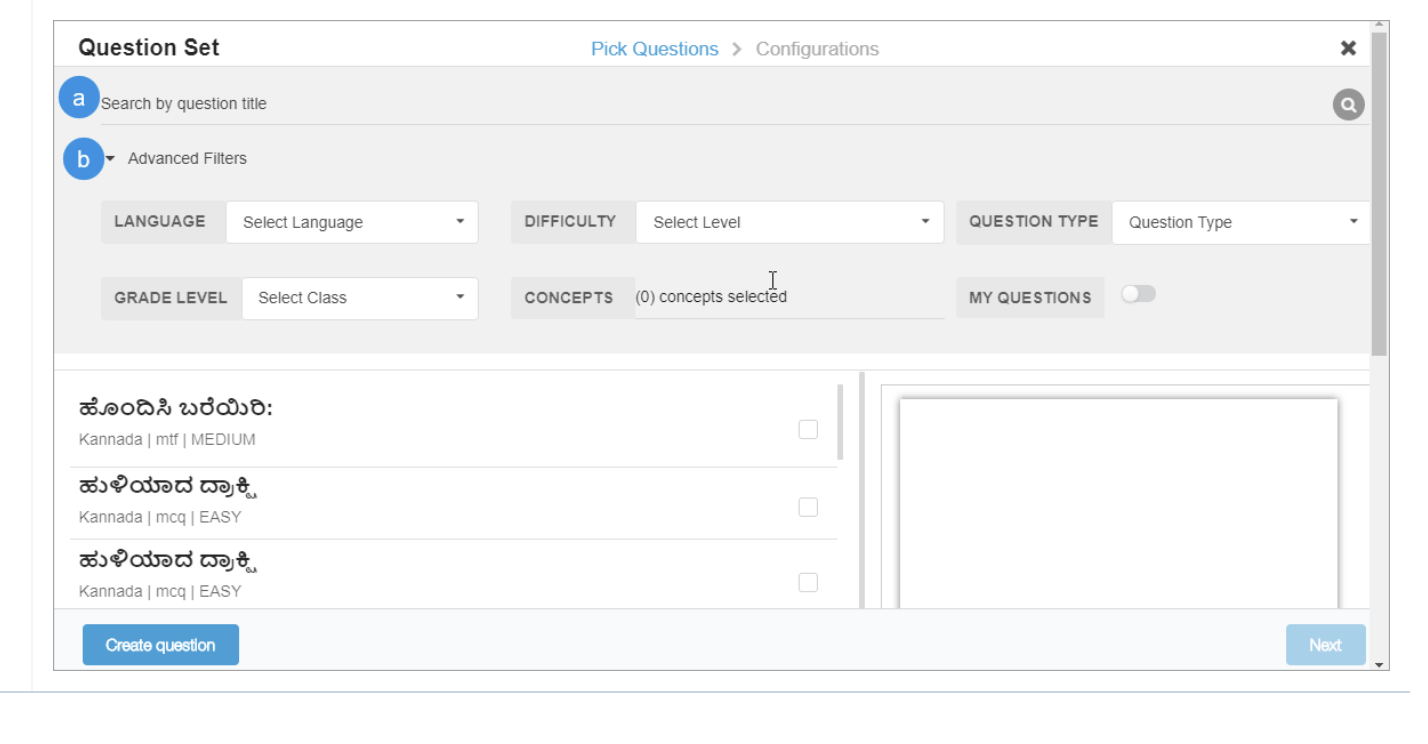 Question Set Pick Questions > Configurations ✖
a Search by question title
b Advanced Filters
LANGUAGE Select Language DIFFICULTY Select Level QUESTION TYPE Question Type
GRADE LEVEL Select Class CONCEPTS (0) concepts selected MY QUESTIONS
ಹೊಂದಿಸಿ ಬರೆಯಿರಿ:
Kannada | mtf | MEDIUM
ಹುಳಿಯಾದ ದ್ರಾಕ್ಷಿ
Kannada | mcq | EASY
ಹುಳಿಯಾದ ದ್ರಾಕ್ಷಿ
Kannada | mcq | EASY
Create question Next